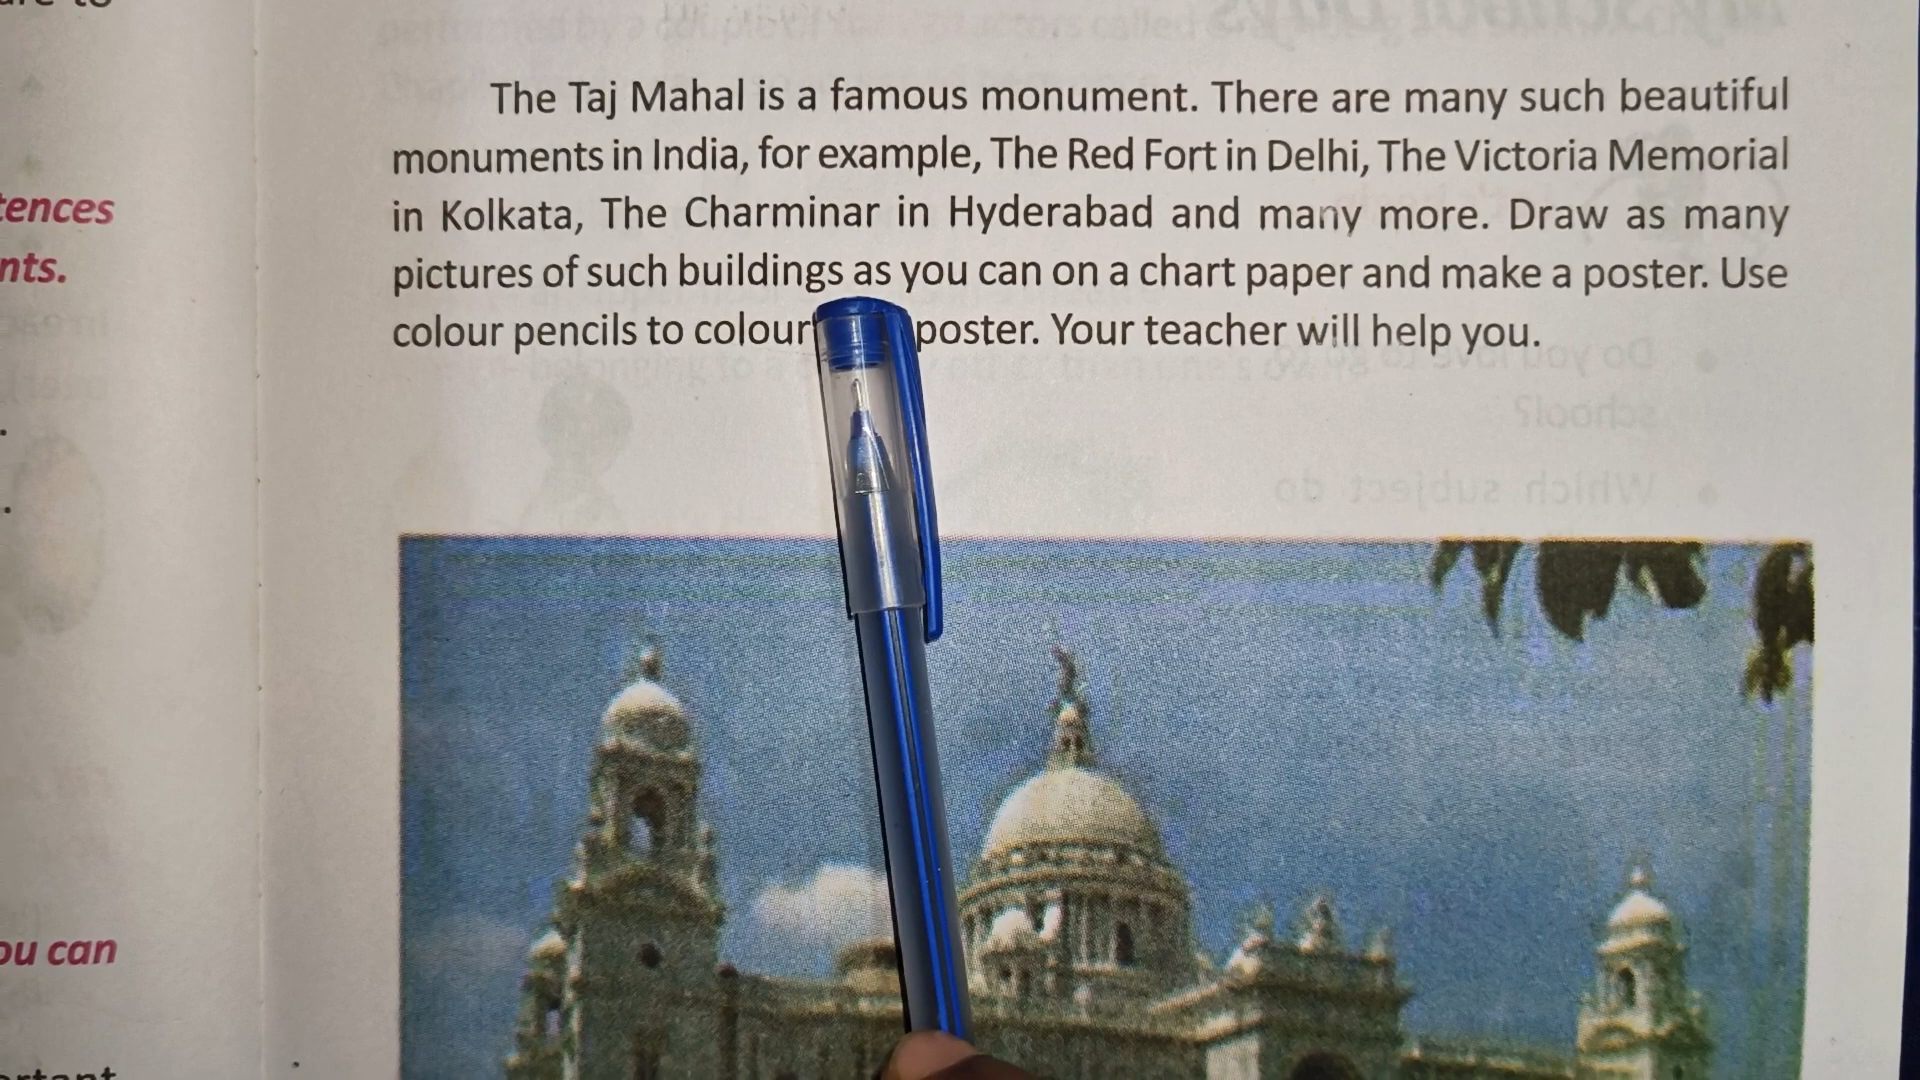 tences
nts.
ou can
The Taj Mahal is a famous monument. There are many such beautiful
monuments in India, for example, The Red Fort in Delhi, The Victoria Memorial
in Kolkata, The Charminar in Hyderabad and many more. Draw as many
pictures of such buildings as you can on a chart paper and make a poster. Use
colour pencils to colour poster. Your teacher will help you.